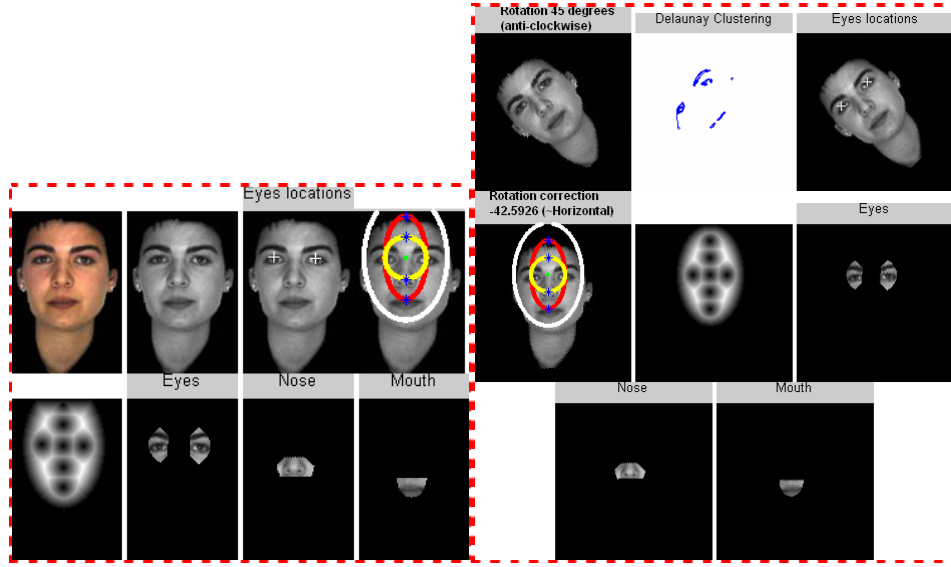 Rotation 45 degrees
(anti-clockwise)
Delaunay Clustering
Eyes locations
Eyes locations
Rotation correction
-42.5926 (~Horizontal)
Eyes
Eyes
Nose
Mouth
Nose
Mouth